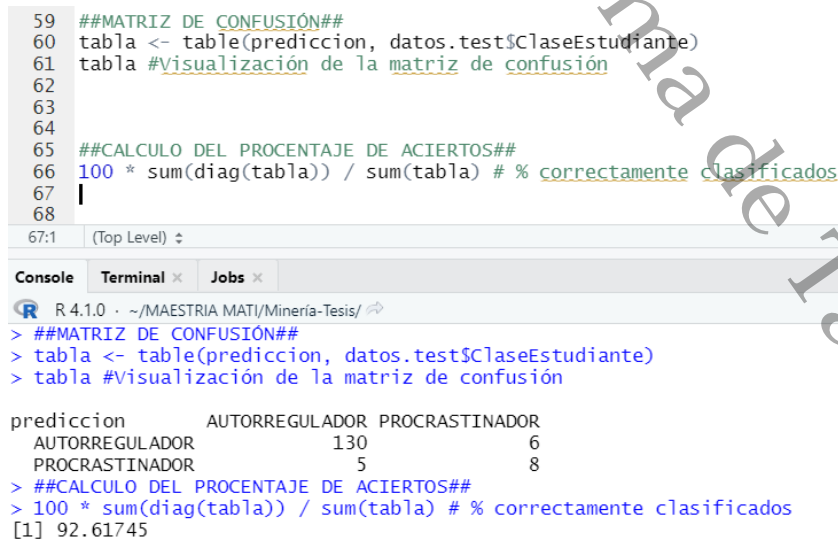 59 ##MATRIZ DE CONFUSIÓN##
60 tabla <- table(prediccion, datos.test$ClaseEstudiante)
61 tabla #Visualización de la matriz de confusión
62
63
64
65 ##CALCULO DEL PORCENTAJE DE ACIERTOS##
66 100 * sum(diag(tabla)) / sum(tabla) # % correctamente clasificados
67
68
67:1 (Top Level)
Console Terminal Jobs
R R 4.1.0 · ~/MAESTRIA MATI/Minería-Tesis/
> ##MATRIZ DE CONFUSIÓN##
> tabla <- table(prediccion, datos.test$ClaseEstudiante)
> tabla #Visualización de la matriz de confusión
prediccion AUTORREGULADOR PROCRASTINADOR
AUTORREGULADOR 130 6
PROCRASTINADOR 5 8
> ##CALCULO DEL PORCENTAJE DE ACIERTOS##
> 100 * sum(diag(tabla)) / sum(tabla) # % correctamente clasificados
[1] 92.61745
ma de T